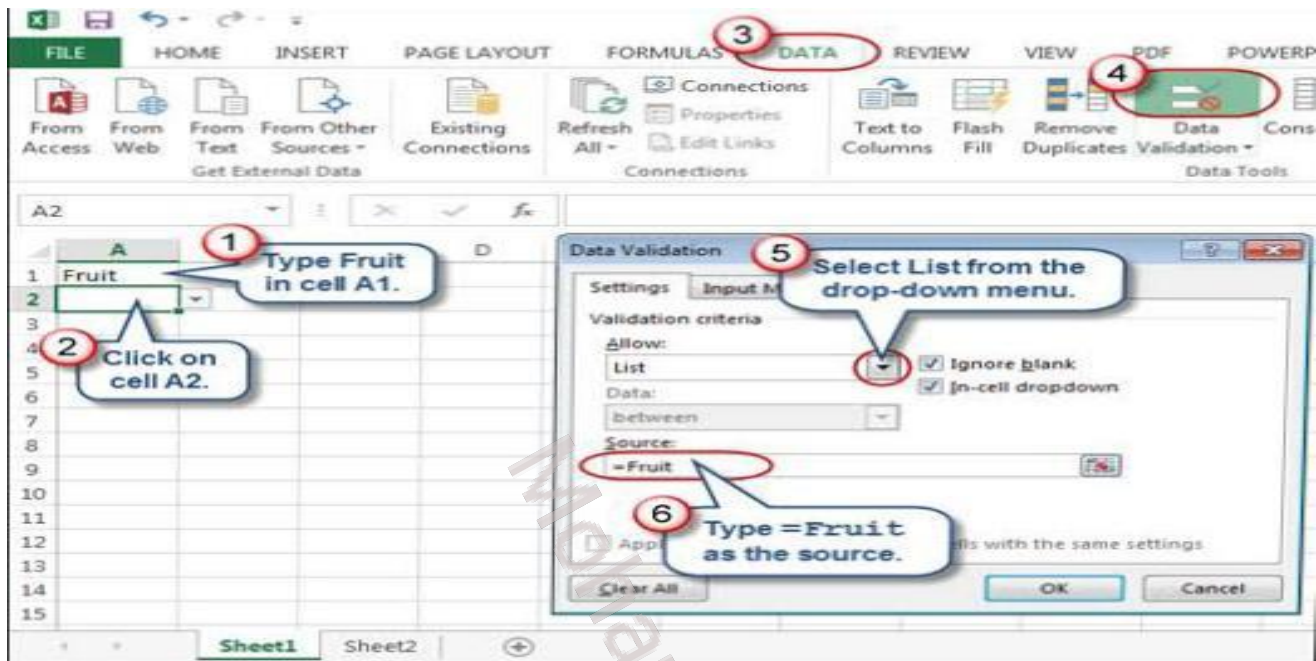 FILE HOME INSERT PAGE LAYOUT FORMULAS 3 DATA REVIEW VIEW PDF POWERP
4
From Access From Web From Text From Other Sources Existing Connections Refresh All Connections Properties Edit Links Text to Columns Flash Fill Remove Duplicates Data Validation Cons
Get External Data Connections Data Tools
A2 fx
A D
1 Fruit
2
3
4
5
6
7
8
9
10
11
12
13
14
15
1 Type Fruit
in cell A1.
2 Click on
cell A2.
Data Validation
5 Select List from the
drop-down menu.
Settings Input M
Validation criteria
Allow:
List
Ignore blank
Data:
In-cell dropdown
between
Source:
=Fruit
6 Type =Fruit
as the source.
Appl lls with the same settings
Clear All OK Cancel
Sheet1 Sheet2